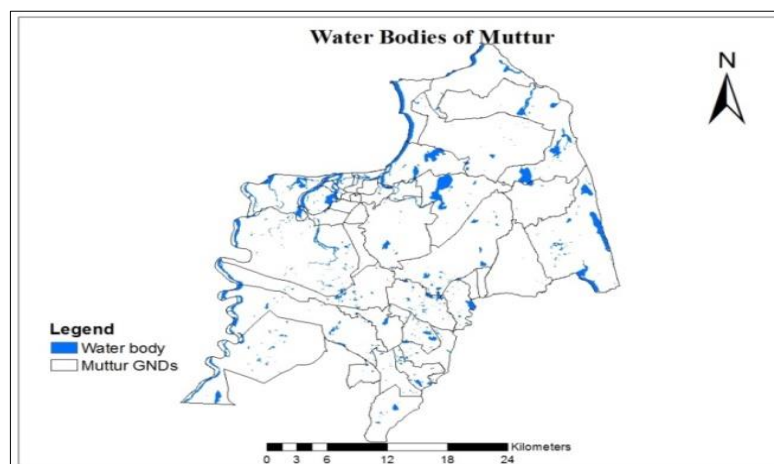 Water Bodies of Muttur
N
Legend
Water body
Muttur GNDs
Kilometers
0 3 6 12 18 24